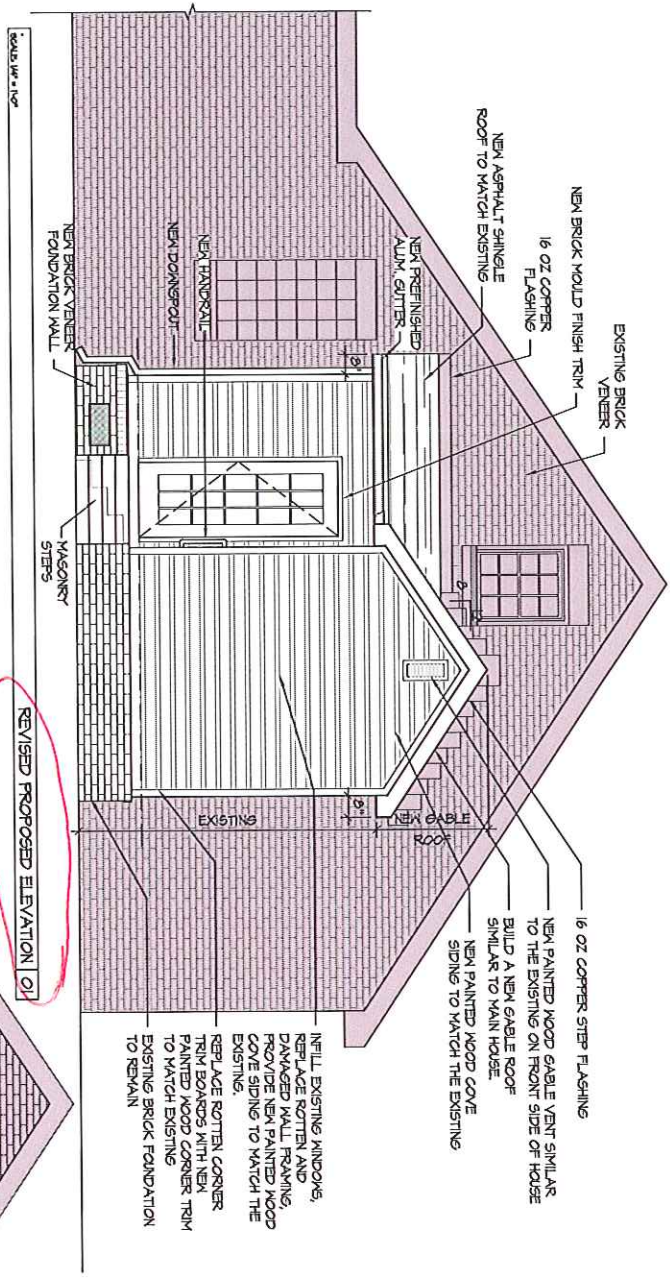 EXISTING BRICK
VENEER
NEW BRICK MOULD FINISH TRIM
16 OZ COPPER
FLASHING
NEW ASPHALT SHINGLE
ROOF TO MATCH EXISTING
NEW PREFINISHED
ALUM. GUTTER
NEW HANDRAIL
NEW DOWNSPOUT
NEW BRICK VENEER
FOUNDATION WALL
MASONRY
STEPS
8"
8
12
8"
EXISTING
NEW GABLE
ROOF
16 OZ COPPER STEP FLASHING
NEW PAINTED WOOD GABLE VENT SIMILAR
TO THE EXISTING ON FRONT SIDE OF HOUSE
BUILD A NEW GABLE ROOF
SIMILAR TO MAIN HOUSE.
NEW PAINTED WOOD COVE
SIDING TO MATCH THE EXISTING
INFILL EXISTING WINDOWS,
REPLACE ROTTEN AND
DAMAGED WALL FRAMING,
PROVIDE NEW PAINTED WOOD
COVE SIDING TO MATCH THE
EXISTING.
REPLACE ROTTEN CORNER
TRIM BOARDS WITH NEW
PAINTED WOOD CORNER TRIM
TO MATCH EXISTING
EXISTING BRICK FOUNDATION
TO REMAIN
REVISED PROPOSED ELEVATION 01
SCALE: 1/4" = 1'-0"